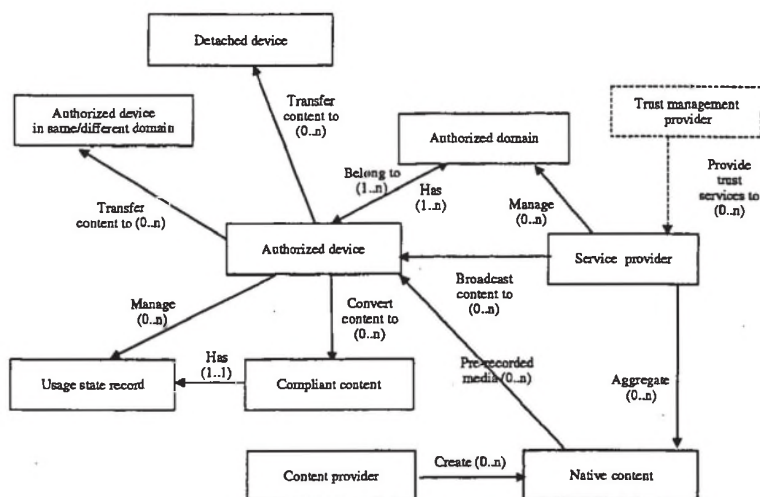 Detached device
Transfer
content to
(0..n)
Authorized device
in same/different domain
Authorized domain
Trust management
provider
Provide
trust
services to
(0..n)
Belong to
(1..n)
Has
(1..n)
Manage
(0..n)
Transfer
content to (0..n)
Authorized device
Service provider
Broadcast
content to
(0..n)
Manage
(0..n)
Convert
content to
(0..n)
Has
(1..1)
Usage state record
Compliant content
Pre-recorded
media (0..n)
Aggregate
(0..n)
Content provider
Create (0..n)
Native content